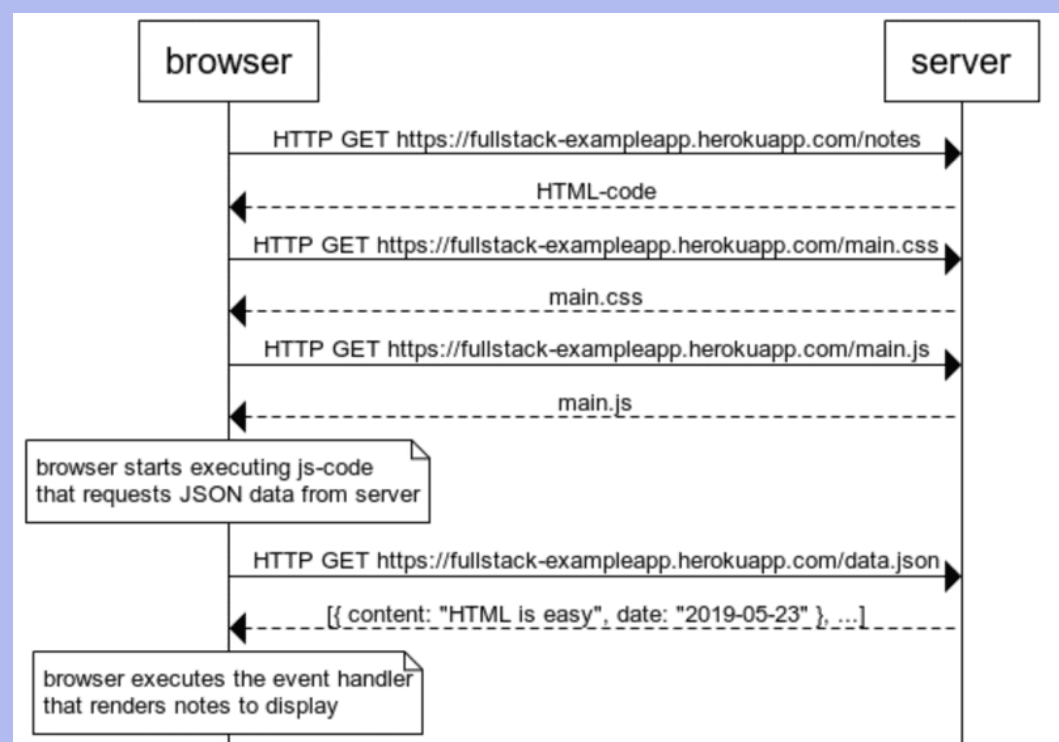 browser
server
HTTP GET https://fullstack-exampleapp.herokuapp.com/notes
HTML-code
HTTP GET https://fullstack-exampleapp.herokuapp.com/main.css
main.css
HTTP GET https://fullstack-exampleapp.herokuapp.com/main.js
main.js
browser starts executing js-code
that requests JSON data from server
HTTP GET https://fullstack-exampleapp.herokuapp.com/data.json
[{ content: "HTML is easy", date: "2019-05-23" }, ...]
browser executes the event handler
that renders notes to display